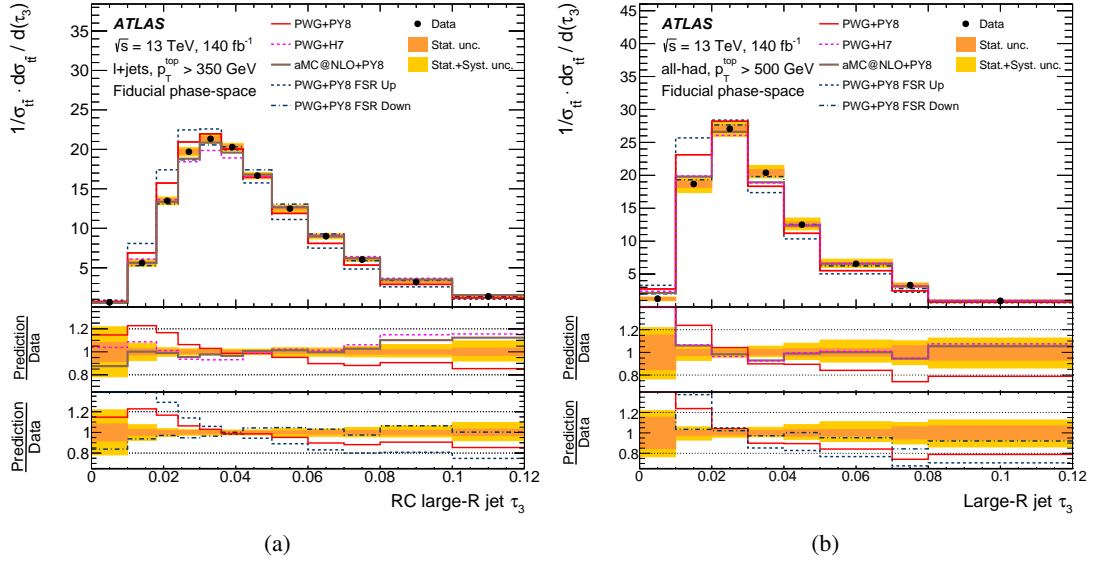 ATLAS
√s = 13 TeV, 140 fb⁻¹
l+jets, p_T^top > 350 GeV
Fiducial phase-space
PWG+PY8
PWG+H7
aMC@NLO+PY8
PWG+PY8 FSR Up
PWG+PY8 FSR Down
Data
Stat. unc.
Stat.+Syst. unc.
1/σ_tt̄ · dσ_tt̄ / d(τ₃)
35
30
25
20
15
10
5
Prediction
Data
1.2
1
0.8
Prediction
Data
1.2
1
0.8
0 0.02 0.04 0.06 0.08 0.1 0.12
RC large-R jet τ₃
(a)
ATLAS
√s = 13 TeV, 140 fb⁻¹
all-had, p_T^top > 500 GeV
Fiducial phase-space
PWG+PY8
PWG+H7
aMC@NLO+PY8
PWG+PY8 FSR Up
PWG+PY8 FSR Down
Data
Stat. unc.
Stat.+Syst. unc.
1/σ_tt̄ · dσ_tt̄ / d(τ₃)
45
40
35
30
25
20
15
10
5
Prediction
Data
1.2
1
0.8
Prediction
Data
1.2
1
0.8
0 0.02 0.04 0.06 0.08 0.1 0.12
Large-R jet τ₃
(b)